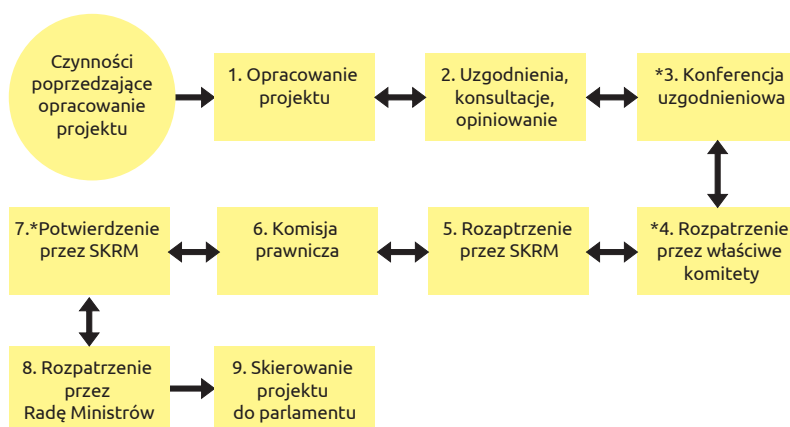 Czynności
poprzedzające
opracowanie
projektu
1. Opracowanie
projektu
2. Uzgodnienia,
konsultacje,
opiniowanie
*3. Konferencja
uzgodnieniowa
*4. Rozpatrzenie
przez właściwe
komitety
5. Rozaptrzenie
przez SKRM
6. Komisja
prawnicza
7.*Potwierdzenie
przez SKRM
8. Rozpatrzenie
przez
Radę Ministrów
9. Skierowanie
projektu
do parlamentu